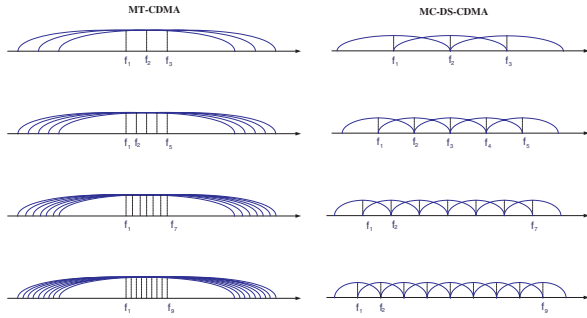 MT-CDMA
MC-DS-CDMA
f1 f2 f3
f1 f2 f3
f1 f2 f5
f1 f2 f3 f4 f5
f1 f7
f1 f2 f7
f1 f9
f1 f2 f9